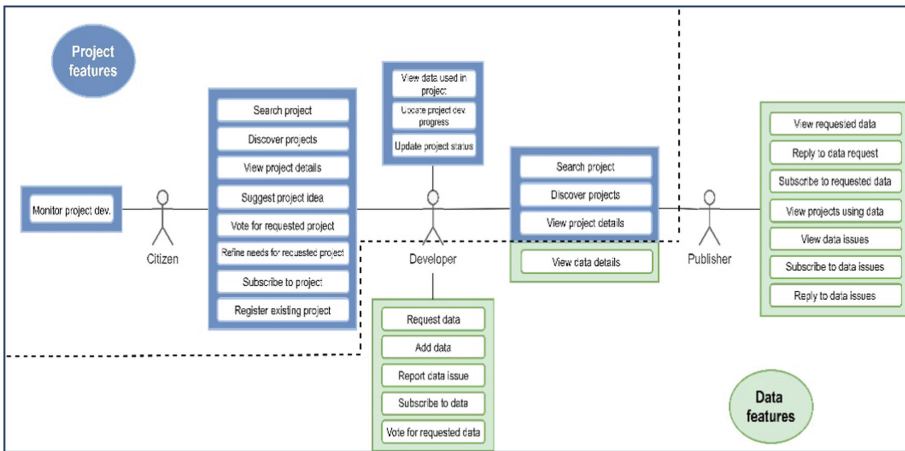 Project
features
View data used in
project
Update project dev.
progress
Update project status
Search project
Discover projects
View project details
Suggest project idea
Vote for requested project
Refine needs for requested project
Subscribe to project
Register existing project
Monitor project dev.
Citizen
Developer
Search project
Discover projects
View project details
View data details
Publisher
View requested data
Reply to data request
Subscribe to requested data
View projects using data
View data issues
Subscribe to data issues
Reply to data issues
Request data
Add data
Report data issue
Subscribe to data
Vote for requested data
Data
features